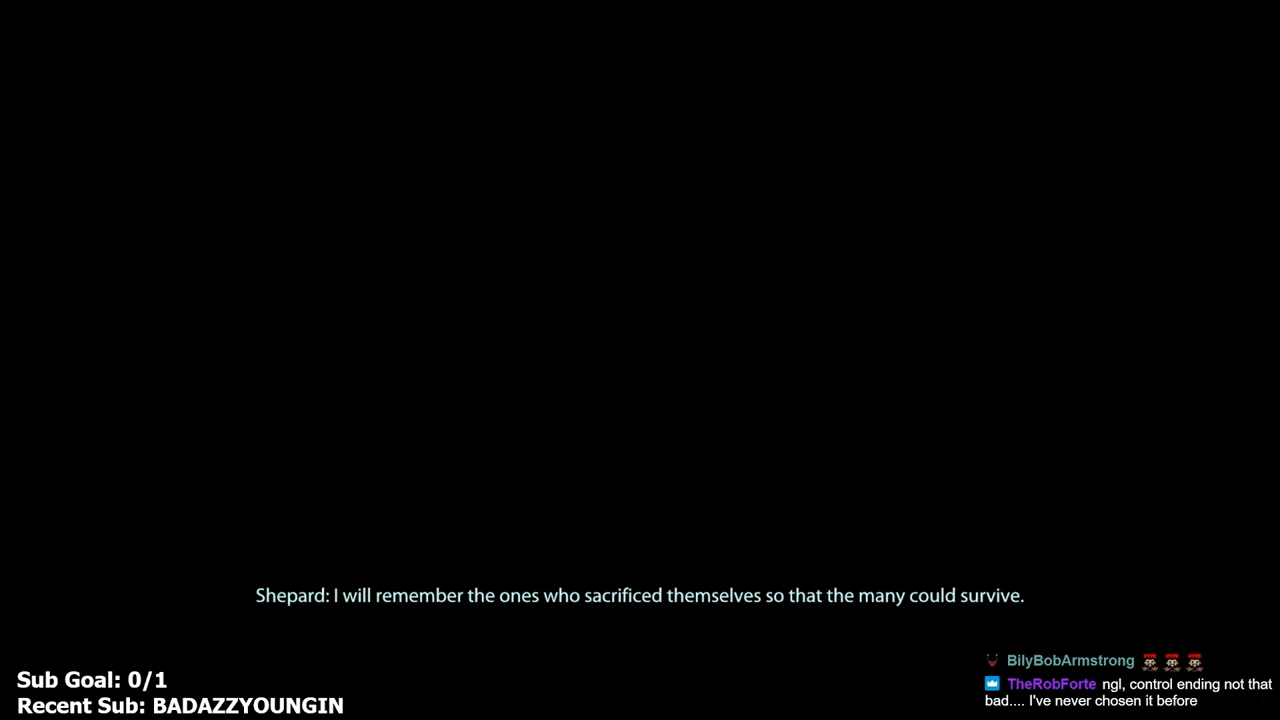 Shepard: I will remember the ones who sacrificed themselves so that the many could survive.
Sub Goal: 0/1
Recent Sub: BADAZZYOUNGIN
BilyBobArmstrong
TheRobForte ngl, control ending not that
bad.... I've never chosen it before